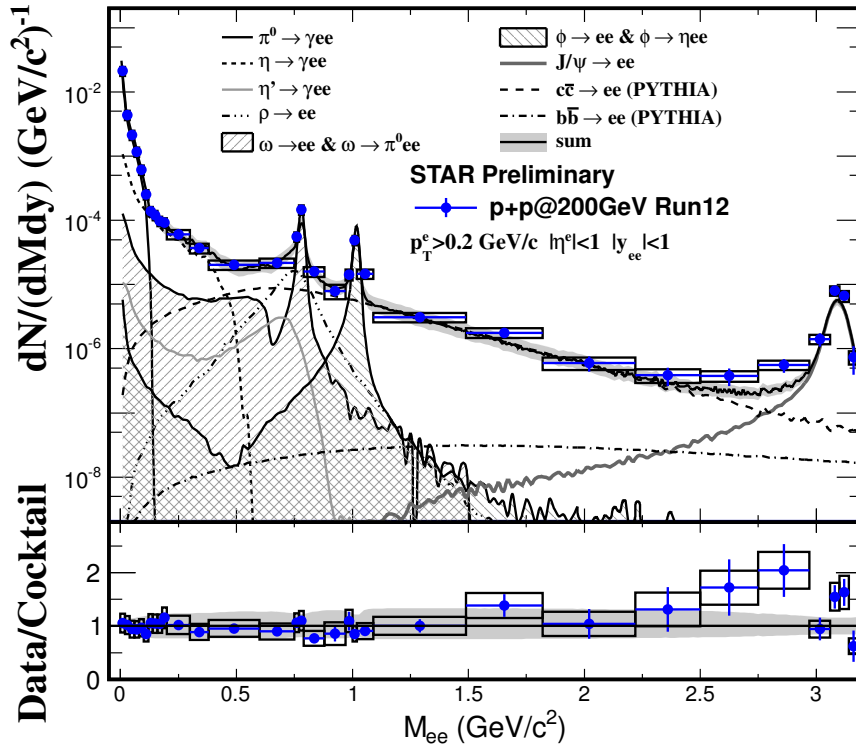 dN/(dMdy) (GeV/c²)⁻¹
10⁻²
10⁻⁴
10⁻⁶
10⁻⁸
π⁰ → γee
η → γee
η' → γee
ρ → ee
ω → ee & ω → π⁰ee
ϕ → ee & ϕ → ηee
J/ψ → ee
cc̅ → ee (PYTHIA)
bb̅ → ee (PYTHIA)
sum
STAR Preliminary
p+p@200GeV Run12
p_T^e>0.2 GeV/c |η^e|<1 |y_ee|<1
Data/Cocktail
2
1
0
0 0.5 1 1.5 2 2.5 3
M_ee (GeV/c²)